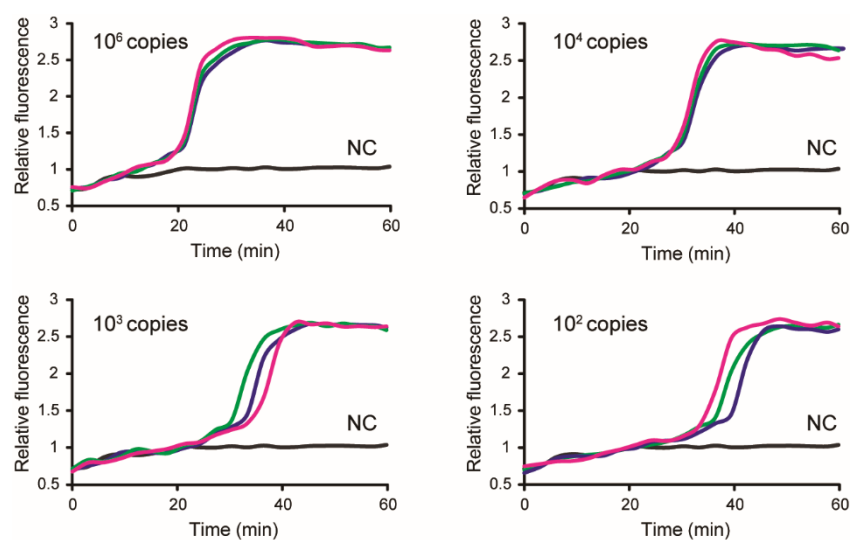 Relative fluorescence
3
2.5
2
1.5
1
0.5
10⁶ copies
NC
0
20
40
60
Time (min)
Relative fluorescence
3
2.5
2
1.5
1
0.5
10⁴ copies
NC
0
20
40
60
Time (min)
Relative fluorescence
3
2.5
2
1.5
1
0.5
10³ copies
NC
0
20
40
60
Time (min)
Relative fluorescence
3
2.5
2
1.5
1
0.5
10² copies
NC
0
20
40
60
Time (min)